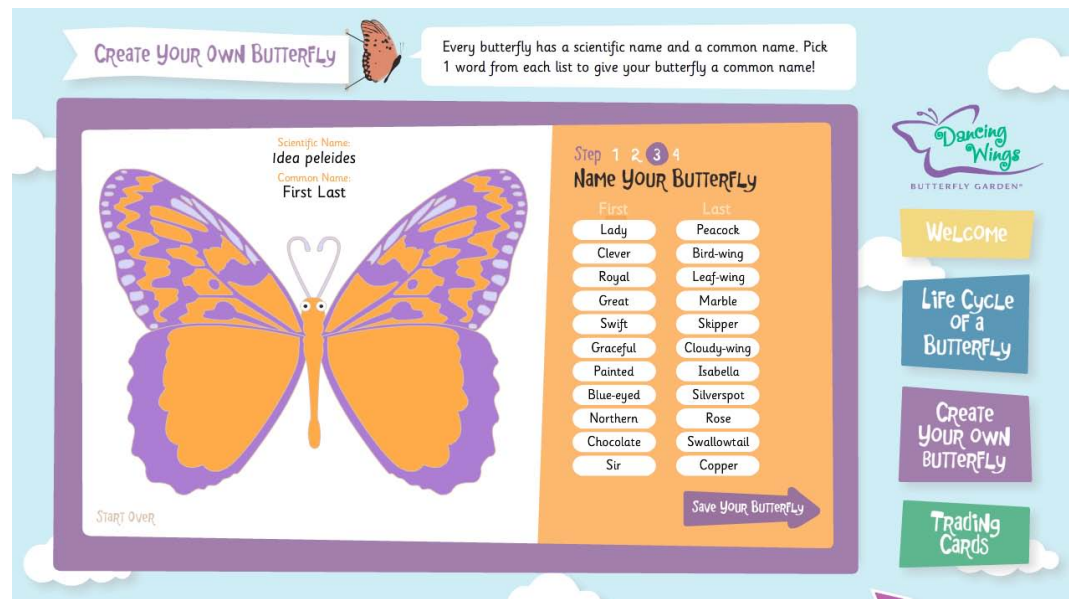 Create Your Own Butterfly
Every butterfly has a scientific name and a common name. Pick
1 word from each list to give your butterfly a common name!
Scientific Name:
Idea peleides
Common Name:
First Last
Start Over
Step 1 2 3 4
Name Your Butterfly
First Last
Lady Peacock
Clever Bird-wing
Royal Leaf-wing
Great Marble
Swift Skipper
Graceful Cloudy-wing
Painted Isabella
Blue-eyed Silverspot
Northern Rose
Chocolate Swallowtail
Sir Copper
Save Your Butterfly
Dancing
Wings
BUTTERFLY GARDEN®
Welcome
Life Cycle
of a
Butterfly
Create
Your Own
Butterfly
Trading
Cards